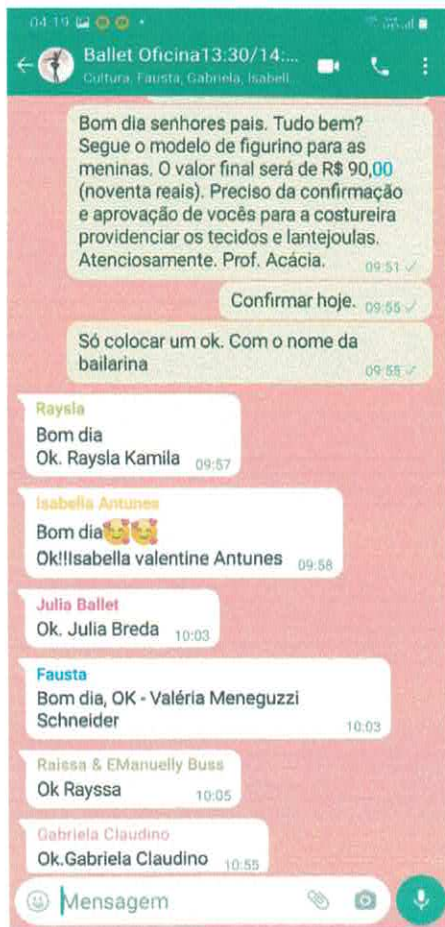 04:19
Ballet Oficina13:30/14:...
Cultura, Fausta, Gabriela, Isabell...
Bom dia senhores pais. Tudo bem?
Segue o modelo de figurino para as
meninas. O valor final será de R$ 90,00
(noventa reais). Preciso da confirmação
e aprovação de vocês para a costureira
providenciar os tecidos e lantejoulas.
Atenciosamente. Prof. Acácia.
09:51
Confirmar hoje.
09:55
Só colocar um ok. Com o nome da
bailarina
09:55
Raysla
Bom dia
Ok. Raysla Kamila
09:57
Isabella Antunes
Bom dia🥰🥰
Ok!!Isabella valentine Antunes
09:58
Julia Ballet
Ok. Julia Breda
10:03
Fausta
Bom dia, OK - Valéria Meneguzzi
Schneider
10:03
Raissa & EManuelly Buss
Ok Rayssa
10:05
Gabriela Claudino
Ok.Gabriela Claudino
10:55
Mensagem